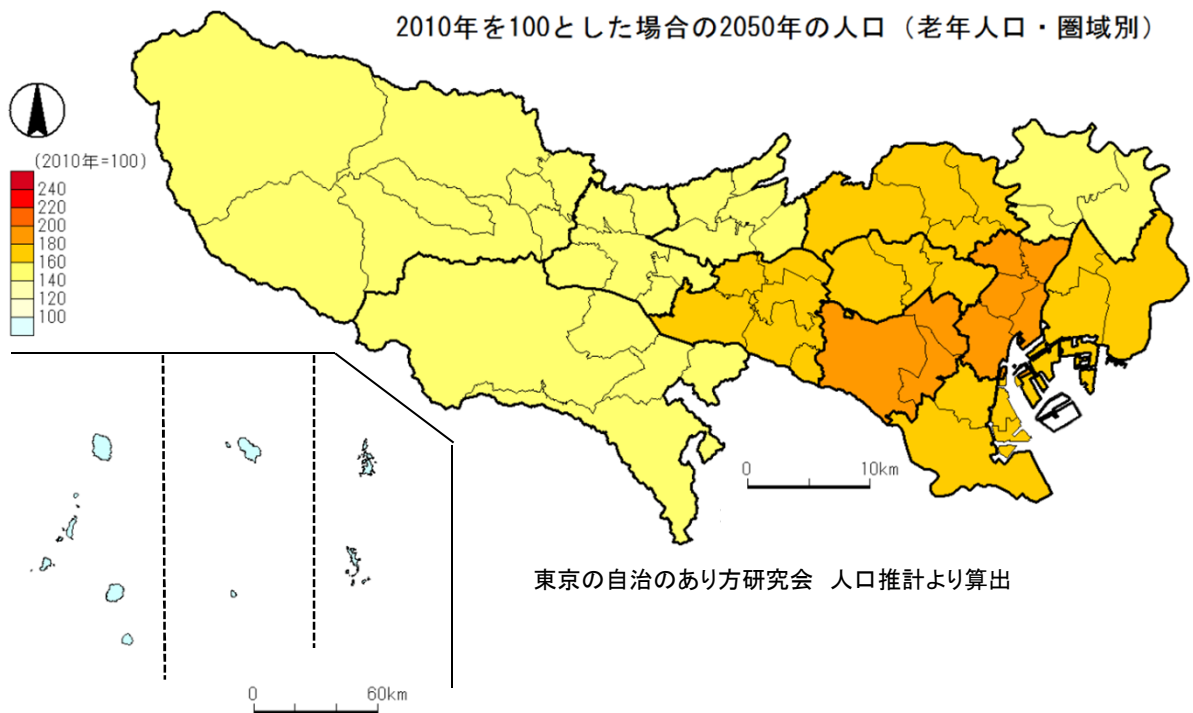 2010年を100とした場合の2050年の人口（老年人口・圏域別）
(2010年=100)
240
220
200
180
160
140
120
100
0 10km
東京の自治のあり方研究会 人口推計より算出
0 60km